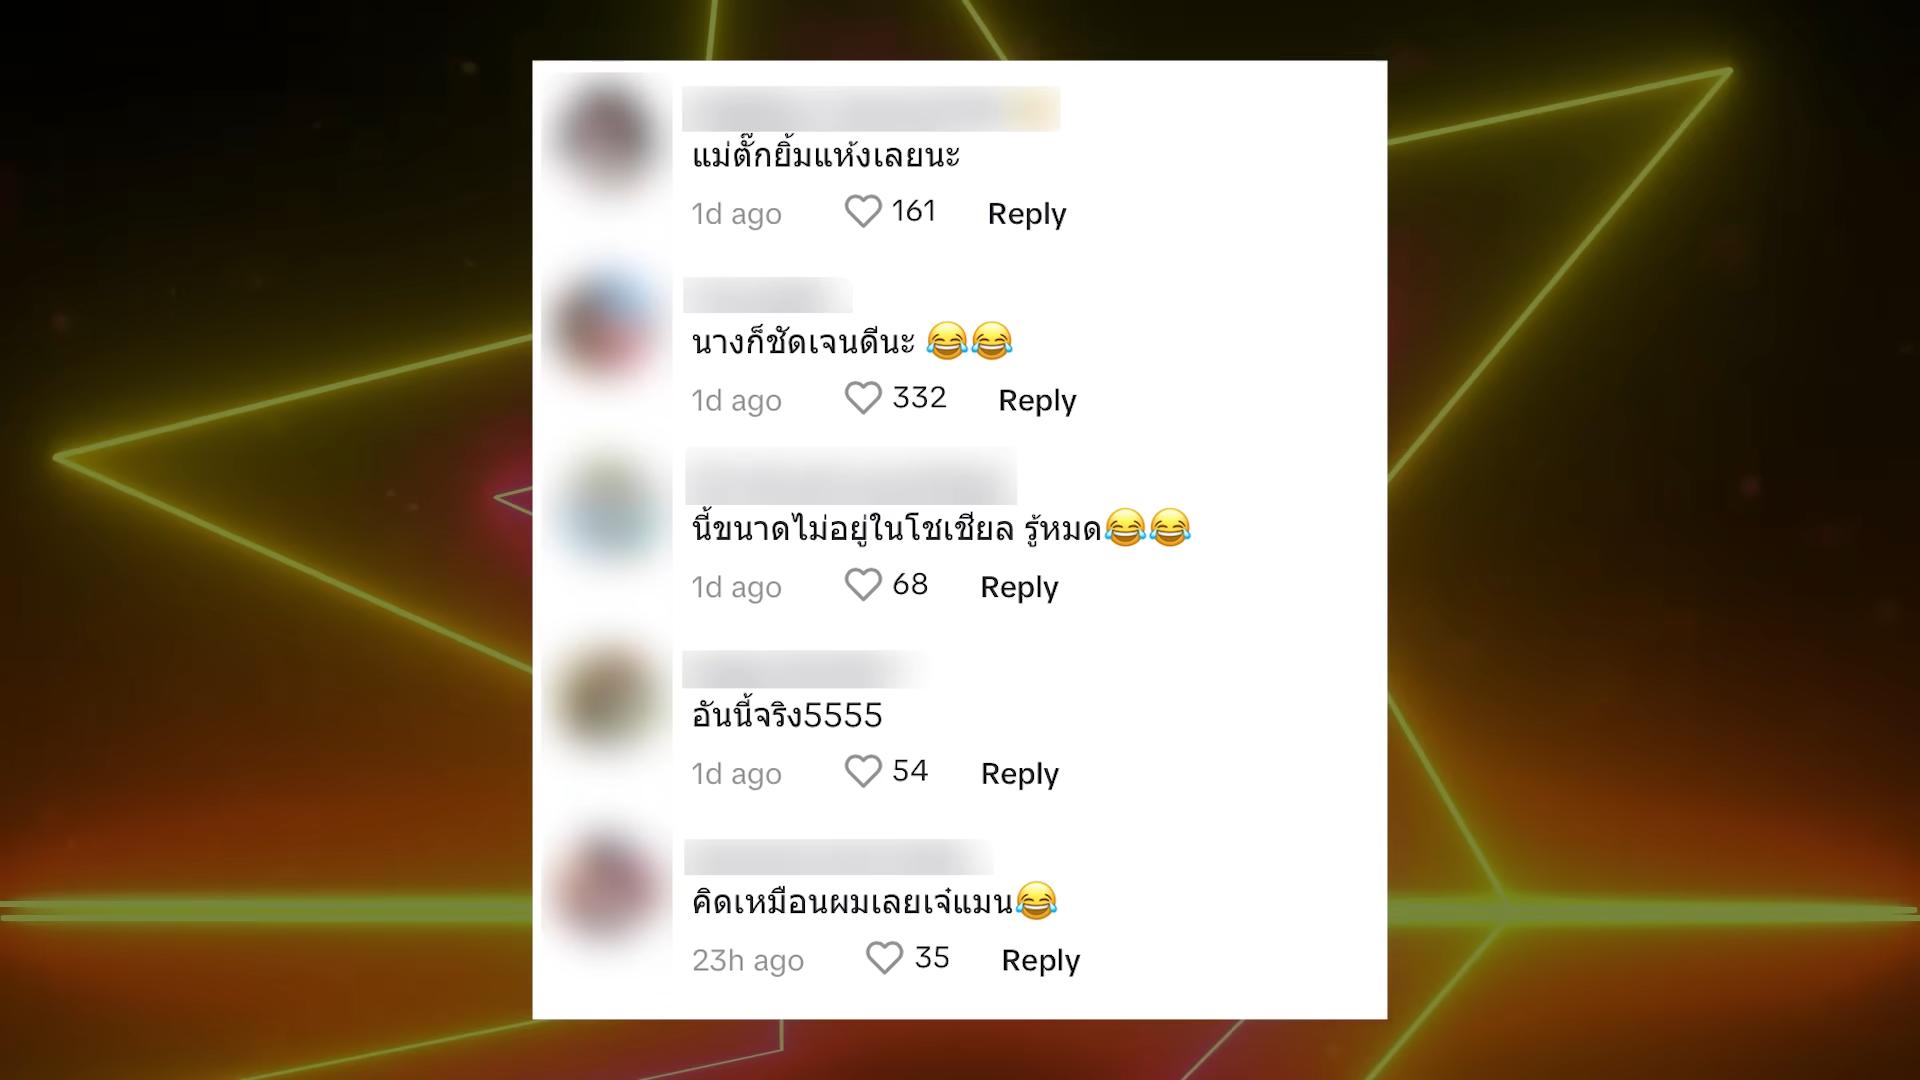 แม่ตั๊กยิ้มแห้งเลยนะ
1d ago 161 Reply
นางก็ชัดเจนดีนะ 😂😂
1d ago 332 Reply
นี้ขนาดไม่อยู่ในโชเชียล รู้หมด😂😂
1d ago 68 Reply
อันนี้จริง5555
1d ago 54 Reply
คิดเหมือนผมเลยเจ๋แมน😂
23h ago 35 Reply